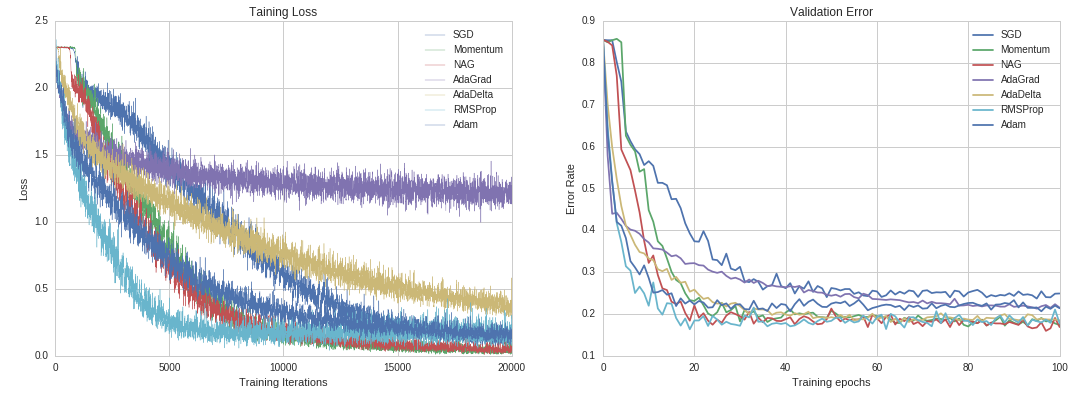 Taining Loss
2.5
2.0
1.5
1.0
0.5
0.0
Loss
0
5000
10000
15000
20000
Training Iterations
SGD
Momentum
NAG
AdaGrad
AdaDelta
RMSProp
Adam
Validation Error
0.9
0.8
0.7
0.6
0.5
0.4
0.3
0.2
0.1
Error Rate
0
20
40
60
80
100
Training epochs
SGD
Momentum
NAG
AdaGrad
AdaDelta
RMSProp
Adam